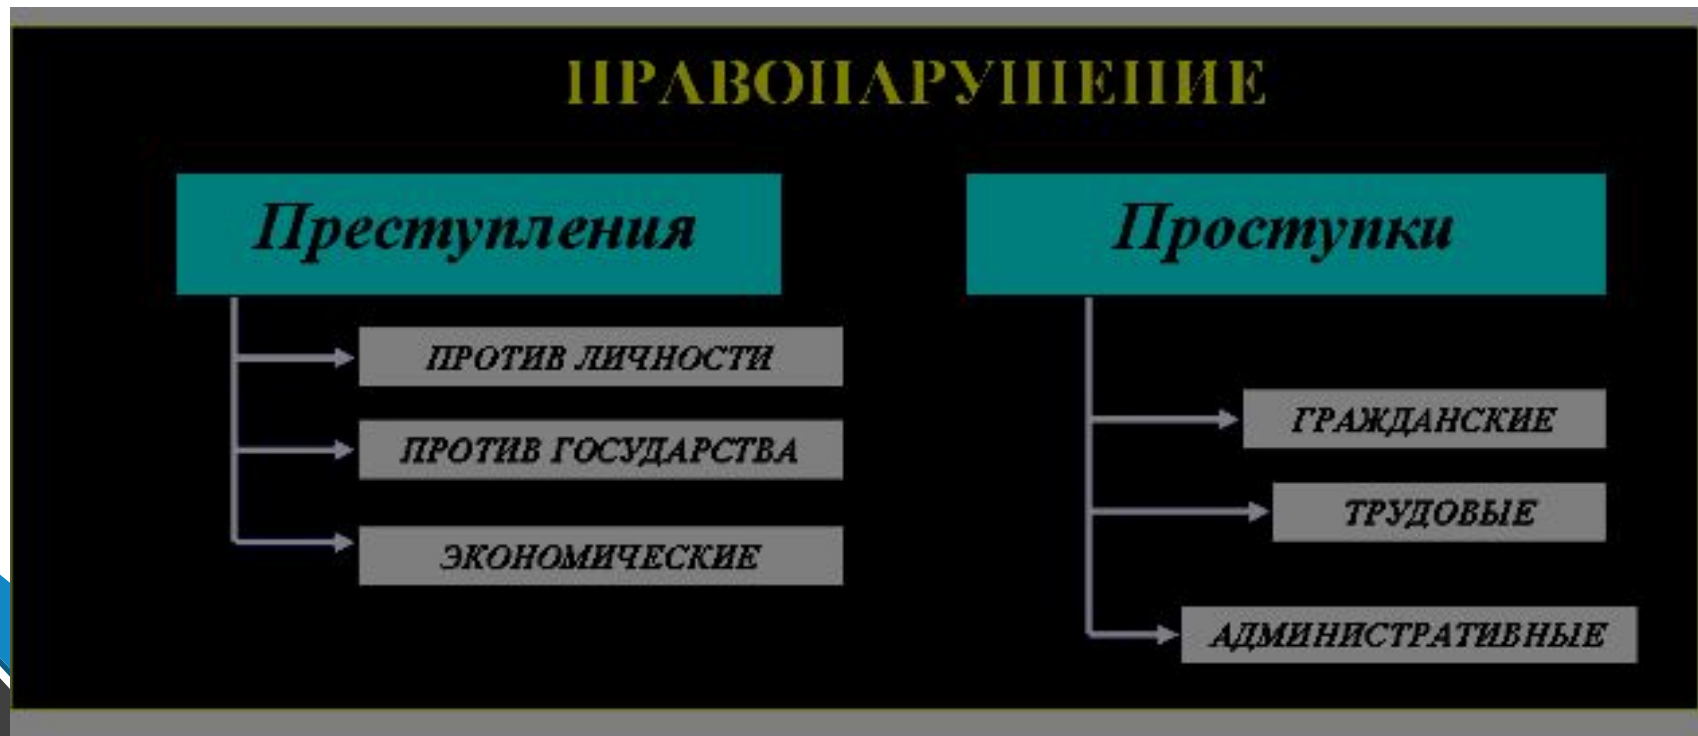 ПРАВОНАРУШЕНИЕ
Преступления
ПРОТИВ ЛИЧНОСТИ
ПРОТИВ ГОСУДАРСТВА
ЭКОНОМИЧЕСКИЕ
Проступки
ГРАЖДАНСКИЕ
ТРУДОВЫЕ
АДМИНИСТРАТИВНЫЕ